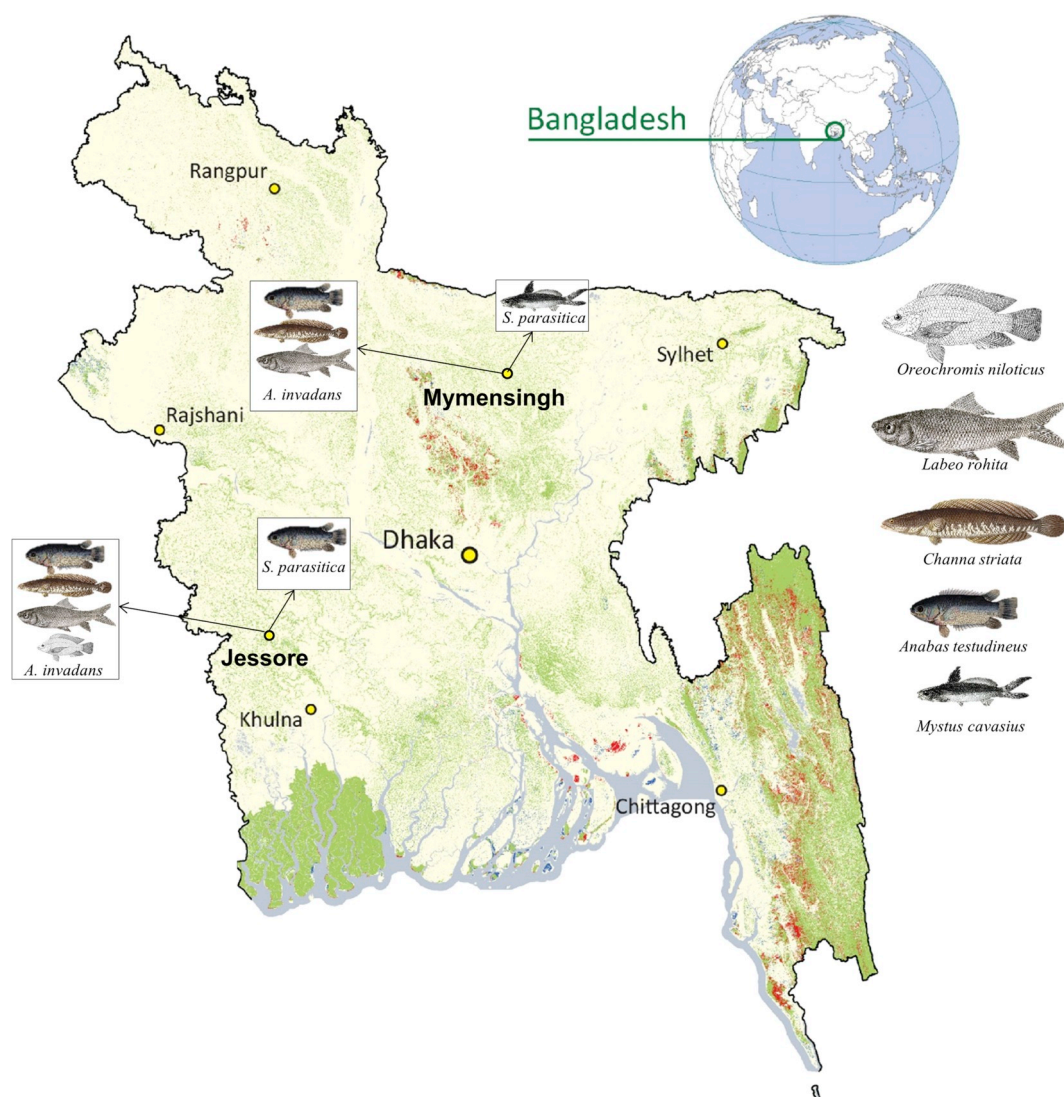 Bangladesh
Rangpur
S. parasitica
A. invadans
Mymensingh
Sylhet
Oreochromis niloticus
Rajshani
Labeo rohita
S. parasitica
Dhaka
Channa striata
A. invadans
Jessore
Anabas testudineus
Khulna
Mystus cavasius
Chittagong